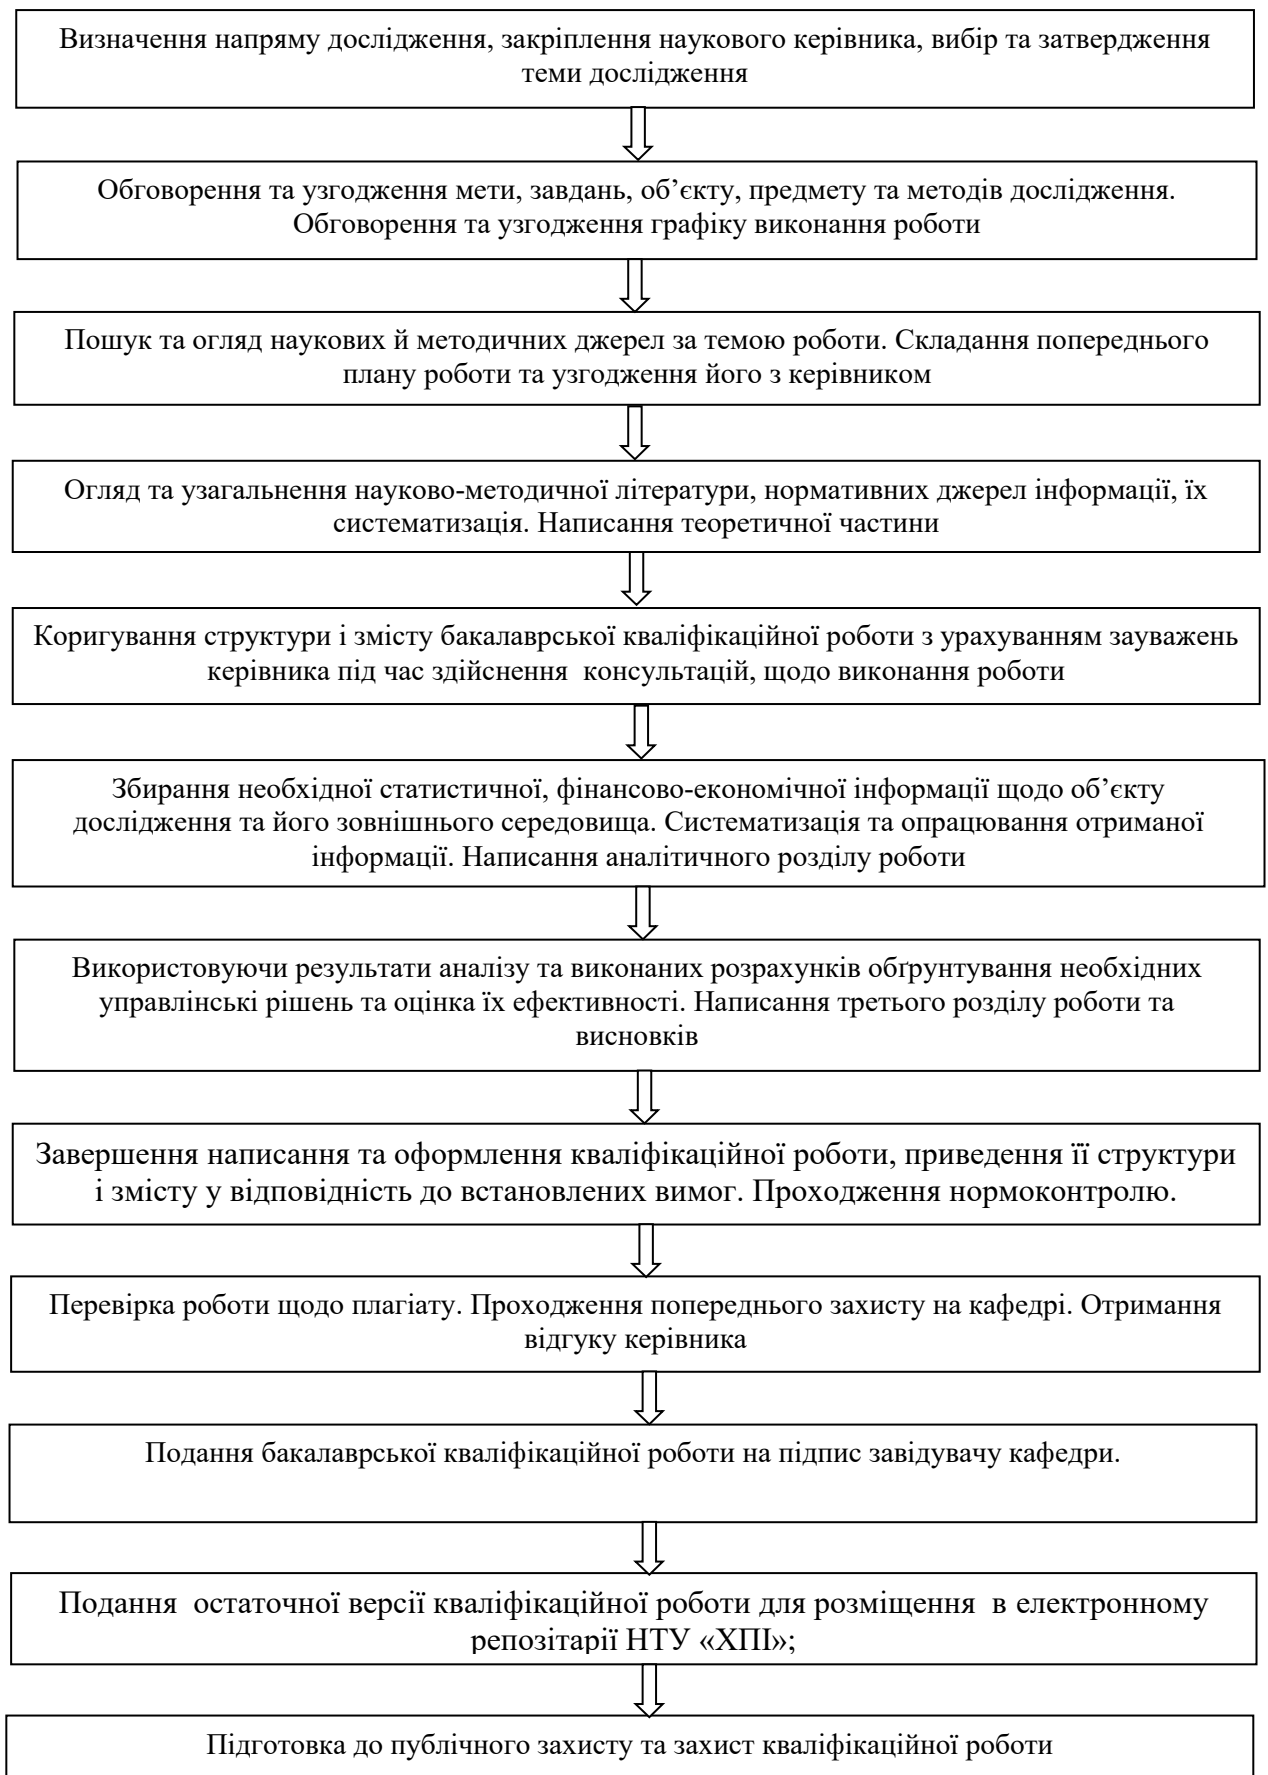 Визначення напряму дослідження, закріплення наукового керівника, вибір та затвердження
теми дослідження
Обговорення та узгодження мети, завдань, об’єкту, предмету та методів дослідження.
Обговорення та узгодження графіку виконання роботи
Пошук та огляд наукових й методичних джерел за темою роботи. Складання попереднього
плану роботи та узгодження його з керівником
Огляд та узагальнення науково-методичної літератури, нормативних джерел інформації, їх
систематизація. Написання теоретичної частини
Коригування структури і змісту бакалаврської кваліфікаційної роботи з урахуванням зауважень
керівника під час здійснення консультацій, щодо виконання роботи
Збирання необхідної статистичної, фінансово-економічної інформації щодо об’єкту
дослідження та його зовнішнього середовища. Систематизація та опрацювання отриманої
інформації. Написання аналітичного розділу роботи
Використовуючи результати аналізу та виконаних розрахунків обґрунтування необхідних
управлінські рішень та оцінка їх ефективності. Написання третього розділу роботи та
висновків
Завершення написання та оформлення кваліфікаційної роботи, приведення її структури
і змісту у відповідність до встановлених вимог. Проходження нормоконтролю.
Перевірка роботи щодо плагіату. Проходження попереднього захисту на кафедрі. Отримання
відгуку керівника
Подання бакалаврської кваліфікаційної роботи на підпис завідувачу кафедри.
Подання остаточної версії кваліфікаційної роботи для розміщення в електронному
репозітарії НТУ «ХПІ»;
Підготовка до публічного захисту та захист кваліфікаційної роботи